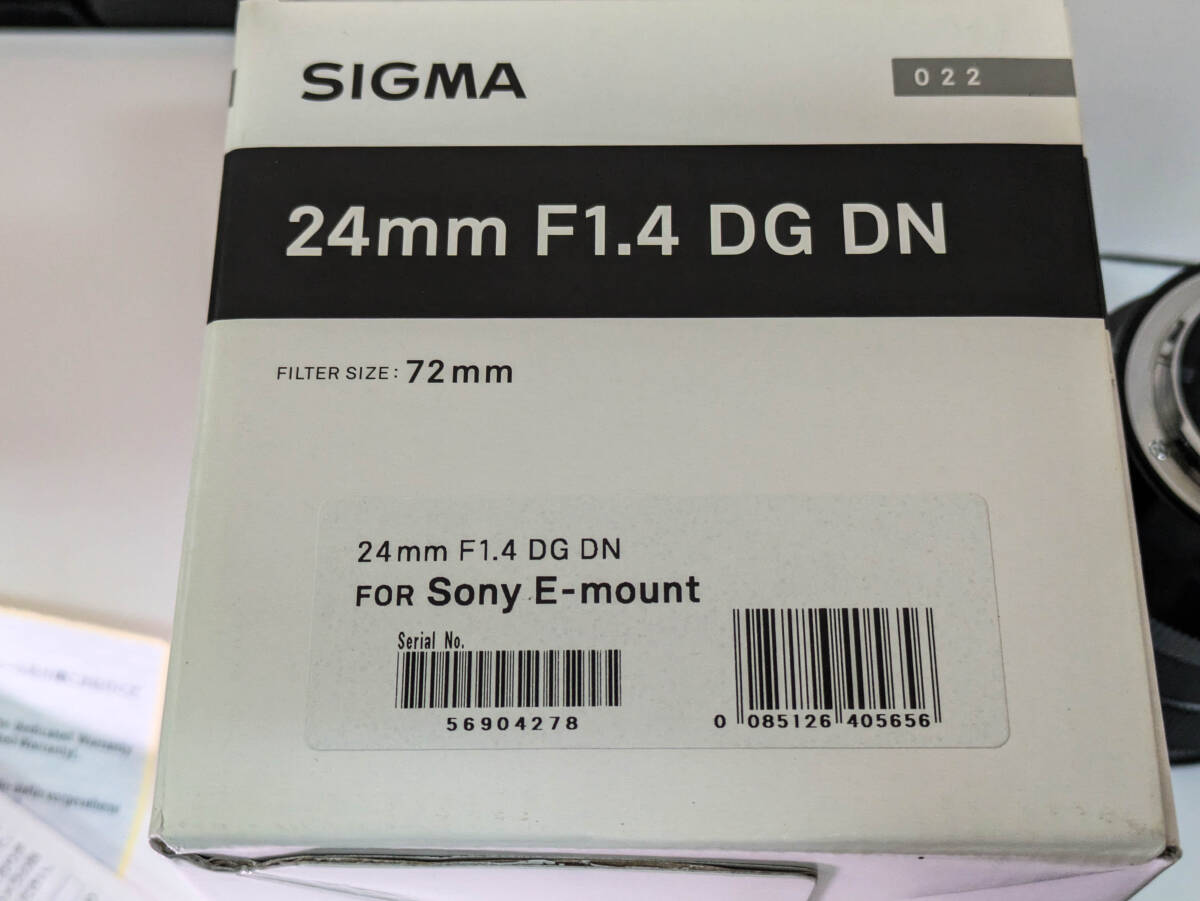 SIGMA
022
24mm F1.4 DG DN
FILTER SIZE: 72mm
24mm F1.4 DG DN
FOR Sony E-mount
Serial No.
56904278
0 085126 405656
Warranty